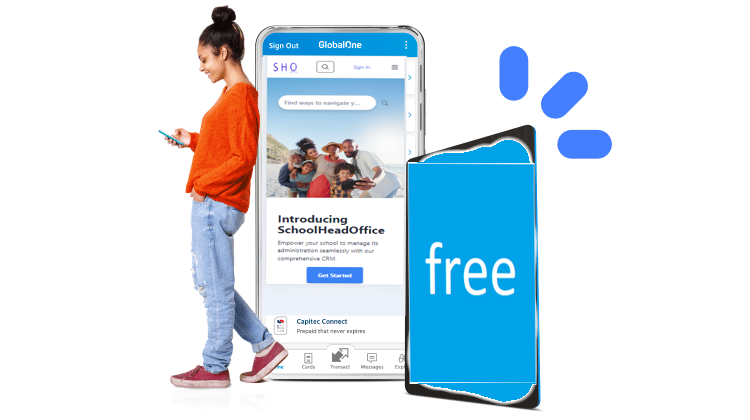 Sign Out GlobalOne
SHO Sign In
Find ways to navigate y...
Introducing
SchoolHeadOffice
Empower your school to manage its
administration seamlessly with our
comprehensive CRM.
Get Started
Capitec Connect
Prepaid that never expires
Cards Transact Messages
free